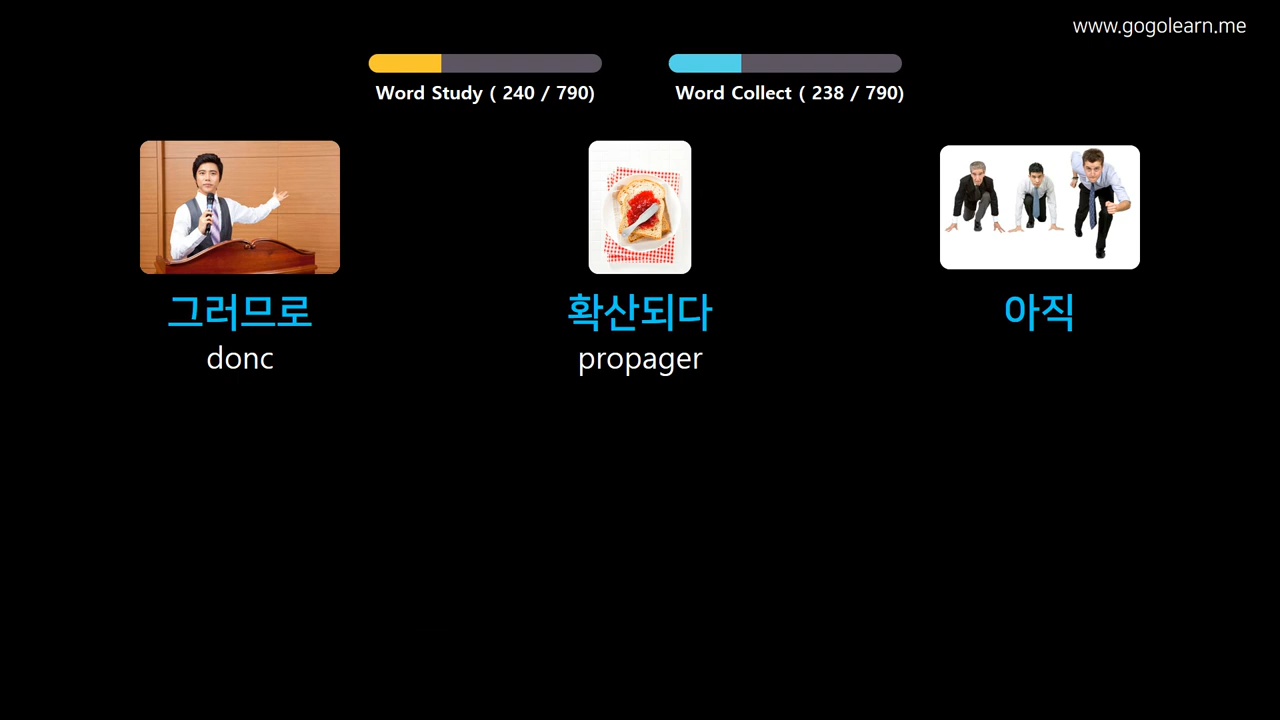 www.gogolearn.me
Word Study ( 240 / 790)
Word Collect ( 238 / 790)
그러므로
확산되다
아직
donc
propager